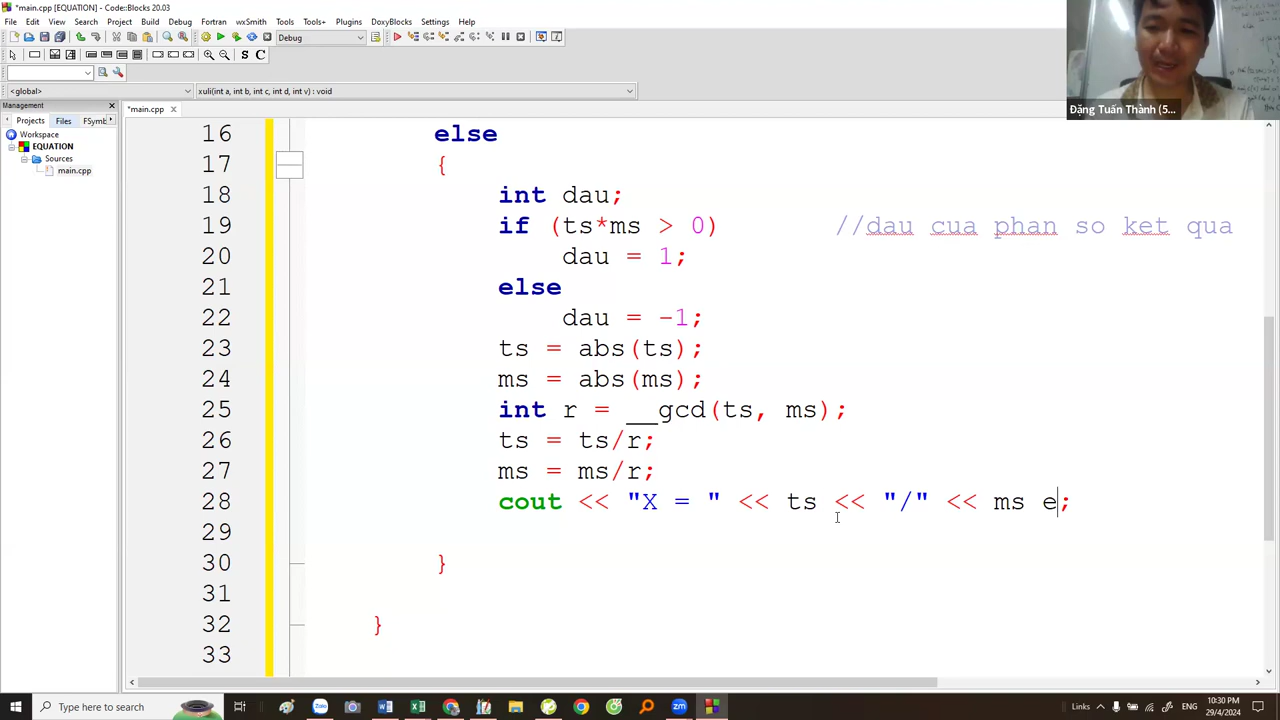 *main.cpp [EQUATION] - Code::Blocks 20.03
File Edit View Search Project Build Debug Fortran wxSmith Tools Tools+ Plugins DoxyBlocks Settings Help
Debug
S C
<global>
xuli(int a, int b, int c, int d, int v) : void
Management
Projects Files FSymb
Workspace
EQUATION
Sources
main.cpp
*main.cpp
Đặng Tuấn Thành (5...
16 else
17 {
18 int dau;
19 if (ts*ms > 0) //dau cua phan so ket qua
20 dau = 1;
21 else
22 dau = -1;
23 ts = abs(ts);
24 ms = abs(ms);
25 int r = __gcd(ts, ms);
26 ts = ts/r;
27 ms = ms/r;
28 cout << "X = " << ts << "/" << ms e;
29
30 }
31
32 }
33
Type here to search
Zalo
zm
ENG
10:30 PM
29/4/2024